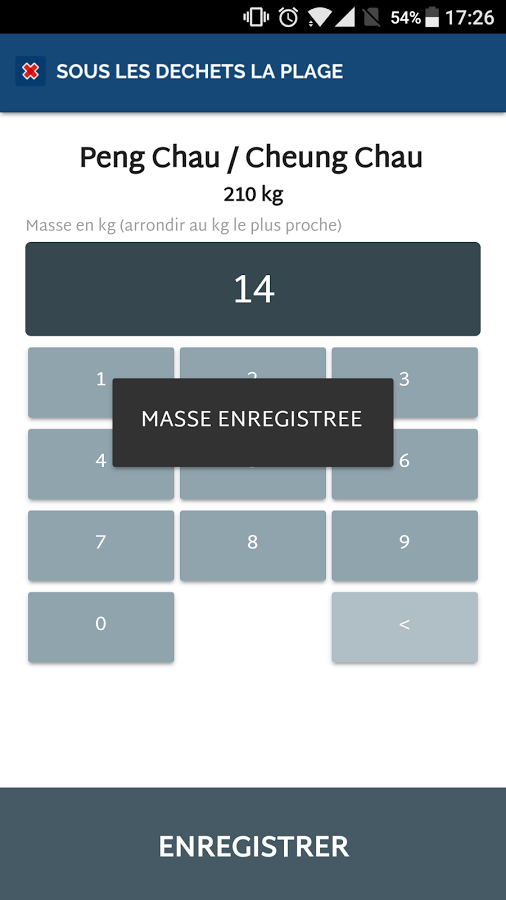 54% 17:26
SOUS LES DECHETS LA PLAGE
Peng Chau / Cheung Chau
210 kg
Masse en kg (arrondir au kg le plus proche)
14
1 3
MASSE ENREGISTREE
4 6
7 8 9
0 <
ENREGISTRER